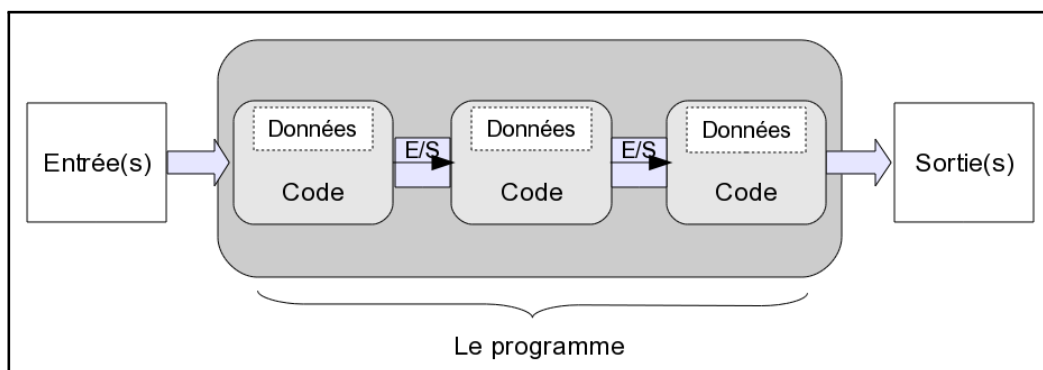 Entrée(s)
Données
Code
E/S
Données
Code
E/S
Données
Code
Sortie(s)
Le programme